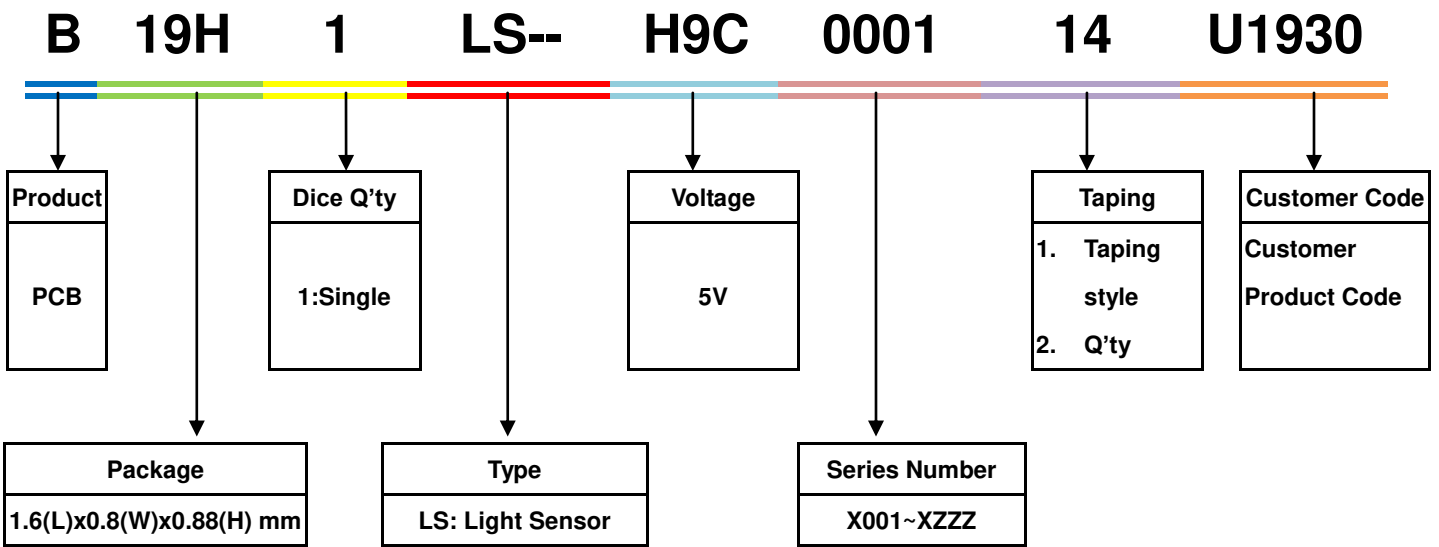 B 19H 1 LS-- H9C 0001 14 U1930
Product
PCB
Dice Q’ty
1:Single
Voltage
5V
Taping
1. Taping
style
2. Q’ty
Customer Code
Customer
Product Code
Package
1.6(L)x0.8(W)x0.88(H) mm
Type
LS: Light Sensor
Series Number
X001~XZZZ